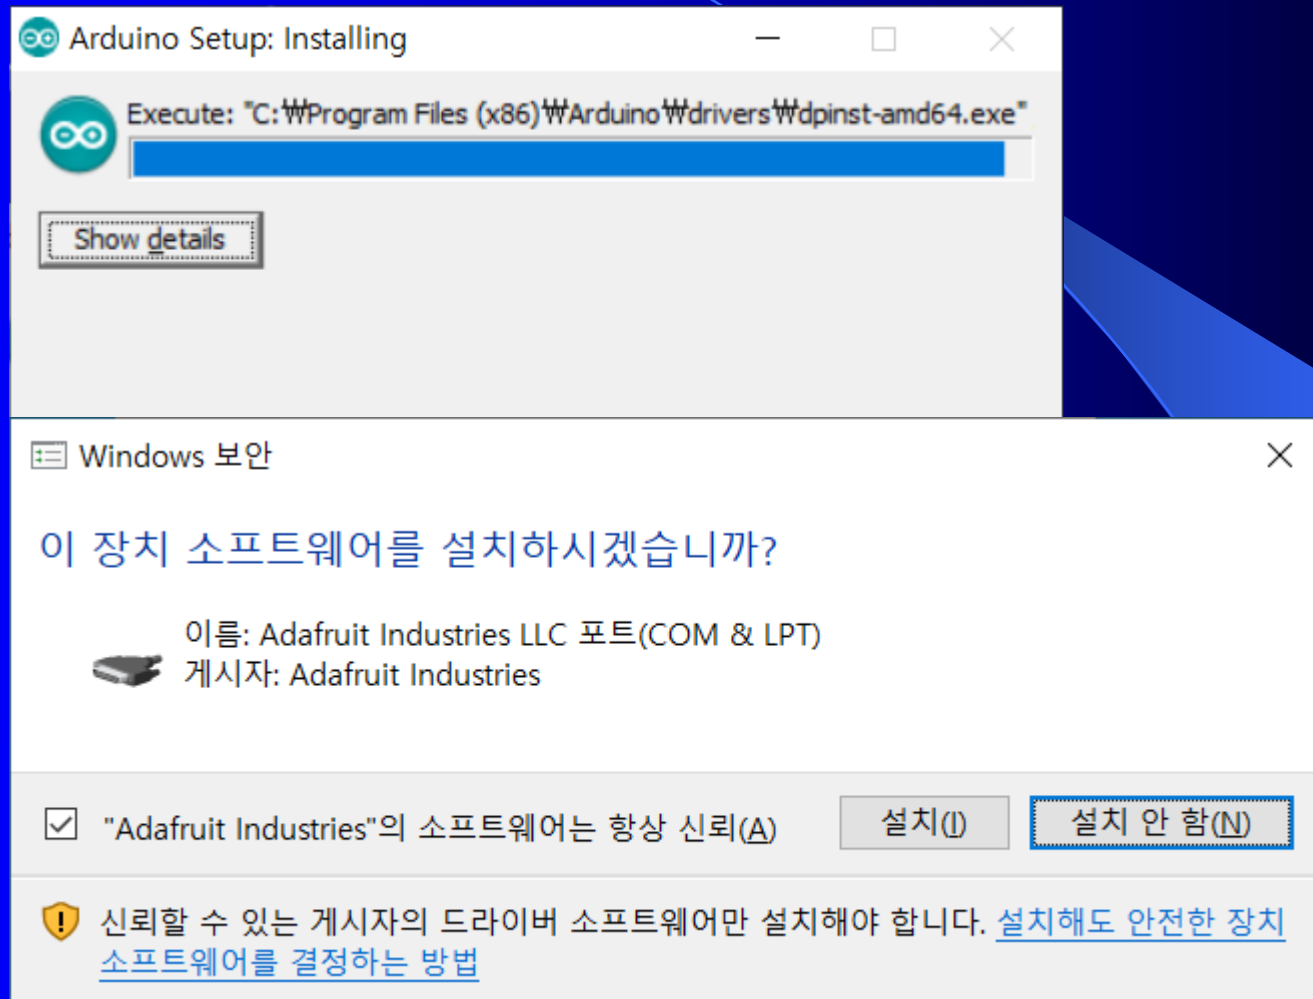 Arduino Setup: Installing
Execute: "C:₩Program Files (x86)₩Arduino₩drivers₩dpinst-amd64.exe"
Show details
Windows 보안
이 장치 소프트웨어를 설치하시겠습니까?
이름: Adafruit Industries LLC 포트(COM & LPT)
게시자: Adafruit Industries
"Adafruit Industries"의 소프트웨어는 항상 신뢰(A)
설치(I)
설치 안 함(N)
신뢰할 수 있는 게시자의 드라이버 소프트웨어만 설치해야 합니다. 설치해도 안전한 장치
소프트웨어를 결정하는 방법